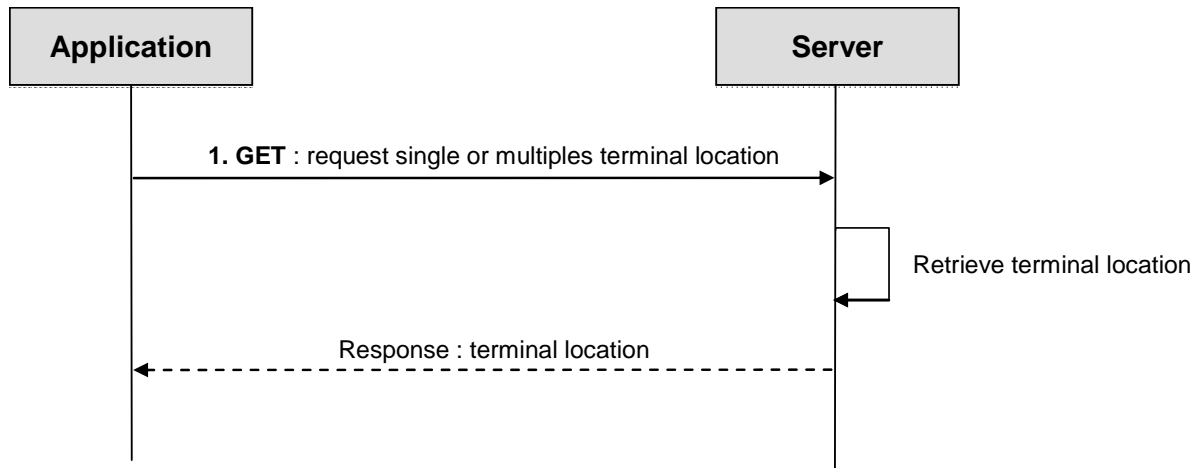 Application
Server
1. GET : request single or multiples terminal location
Retrieve terminal location
Response : terminal location